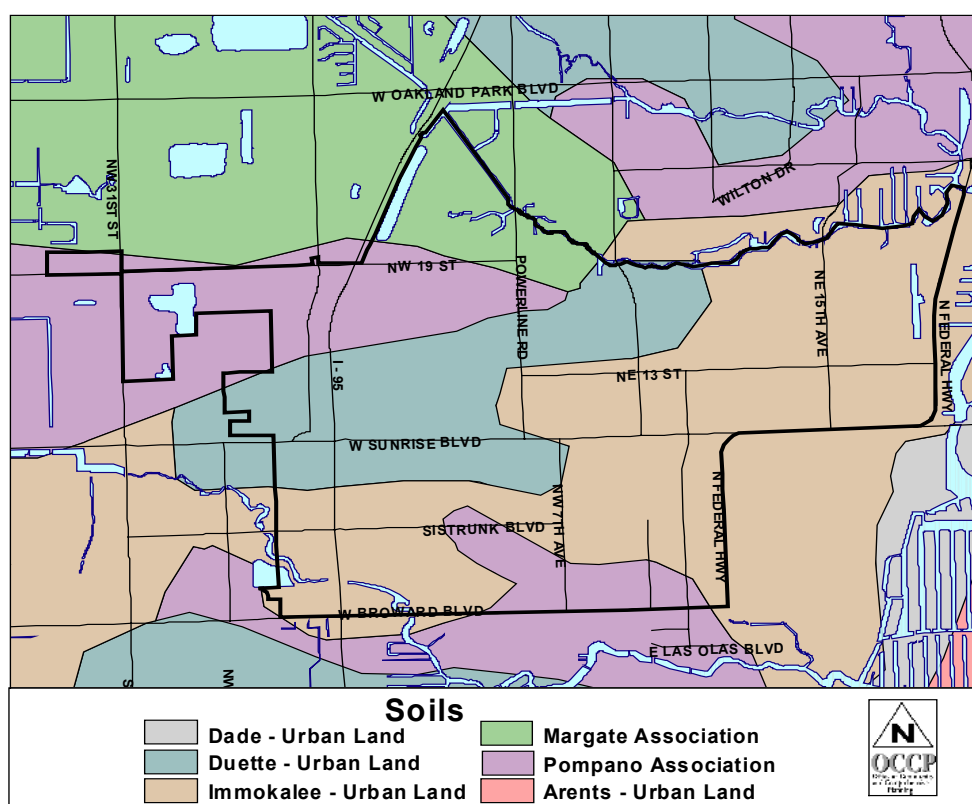 W OAKLAND PARK BLVD
NW 31ST ST
WILTON DR
NW 19 ST
POWERLINE RD
NE 15TH AVE
N FEDERAL HWY
I - 95
NE 13 ST
W SUNRISE BLVD
SISTRUNK BLVD
NW 7TH AVE
N FEDERAL HWY
W BROWARD BLVD
E LAS OLAS BLVD
S
NW
Soils
Dade - Urban Land
Duette - Urban Land
Immokalee - Urban Land
Margate Association
Pompano Association
Arents - Urban Land
N
OCCP
Planning